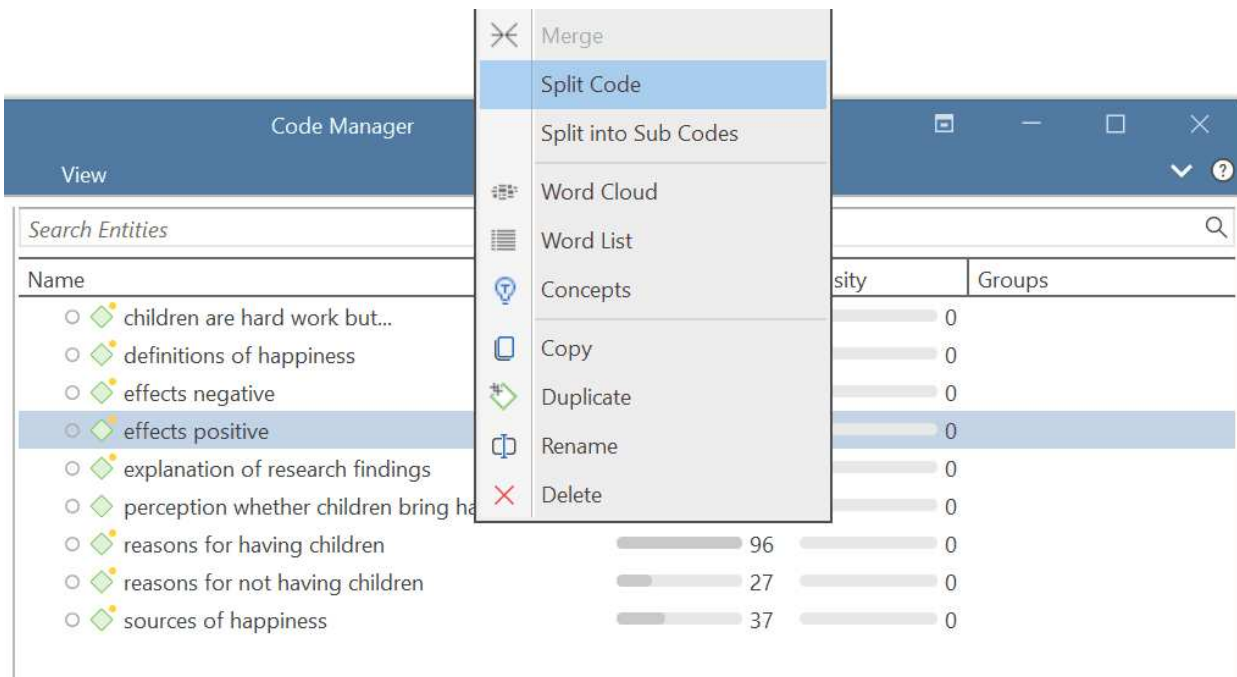 Merge
Split Code
Code Manager
Split into Sub Codes
View
Word Cloud
Search Entities
Word List
Name
sity
Groups
Concepts
children are hard work but...
0
Copy
definitions of happiness
0
effects negative
0
Duplicate
effects positive
0
Rename
explanation of research findings
0
Delete
perception whether children bring ha
0
reasons for having children 96 0
reasons for not having children 27 0
sources of happiness 37 0